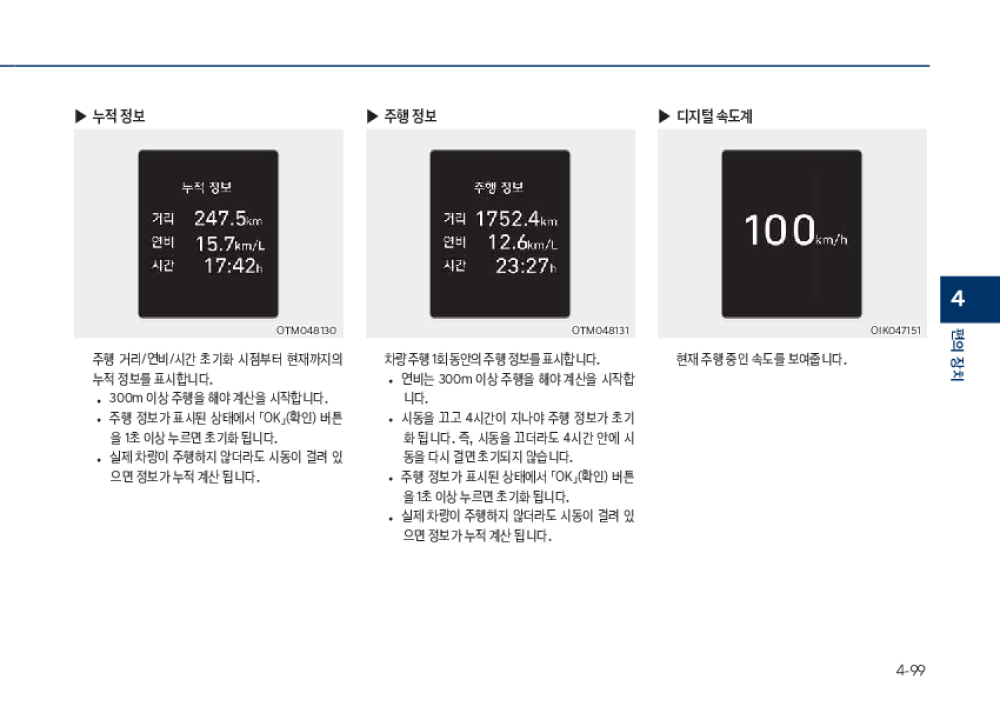 ▶ 누적 정보
누적 정보
거리 247.5km
연비 15.7km/L
시간 17:42h
OTM048130
주행 거리/연비/시간 초기화 시점부터 현재까지의
누적 정보를 표시합니다.
• 300m 이상 주행을 해야 계산을 시작합니다.
• 주행 정보가 표시된 상태에서 「OK」(확인) 버튼
을 1초 이상 누르면 초기화 됩니다.
• 실제 차량이 주행하지 않더라도 시동이 걸려 있
으면 정보가 누적 계산 됩니다.
▶ 주행 정보
주행 정보
거리 1752.4km
연비 12.6km/L
시간 23:27h
OTM048131
차량 주행 1회 동안의 주행 정보를 표시합니다.
• 연비는 300m 이상 주행을 해야 계산을 시작합
니다.
• 시동을 끄고 4시간이 지나야 주행 정보가 초기
화 됩니다. 즉, 시동을 끄더라도 4시간 안에 시
동을 다시 걸면 초기되지 않습니다.
• 주행 정보가 표시된 상태에서 「OK」(확인) 버튼
을 1초 이상 누르면 초기화 됩니다.
• 실제 차량이 주행하지 않더라도 시동이 걸려 있
으면 정보가 누적 계산 됩니다.
▶ 디지털 속도계
100km/h
OIK047151
현재 주행 중인 속도를 보여줍니다.
4
편의 장치
4-99